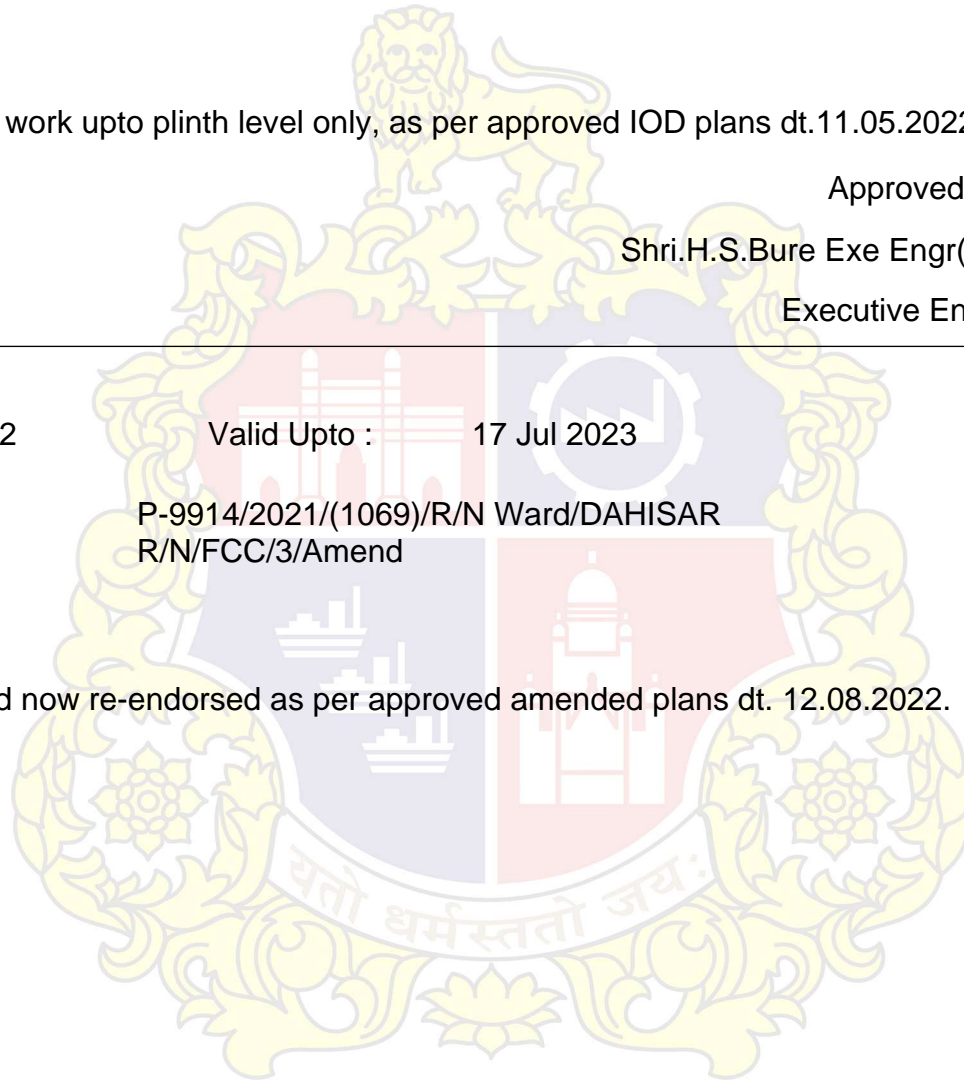 work upto plinth level only, as per approved IOD plans dt.11.05.2022
Approved
Shri.H.S.Bure Exe Engr(
Executive En
2 Valid Upto : 17 Jul 2023
P-9914/2021/(1069)/R/N Ward/DAHISAR
R/N/FCC/3/Amend
d now re-endorsed as per approved amended plans dt. 12.08.2022.
यतो धर्मस्ततो जय: